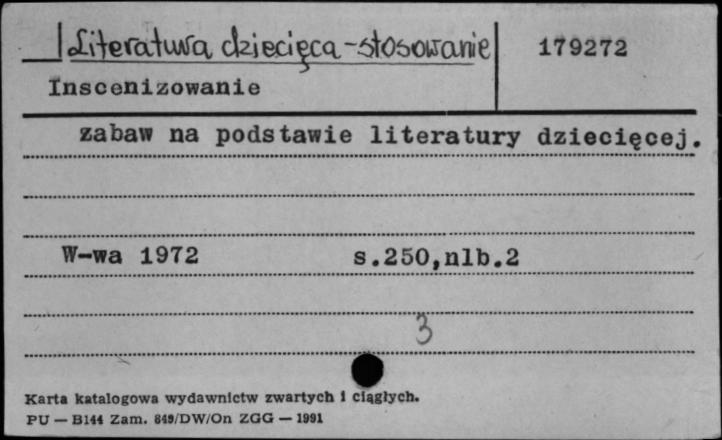 Literatura dziecięca - stosowanie 179272
Inscenizowanie
zabaw na podstawie literatury dziecięcej.
W-wa 1972 s.250,nlb.2
3
Karta katalogowa wydawnictw zwartych i ciągłych.
PU — B144 Zam. 849/DW/On ZGG — 1991